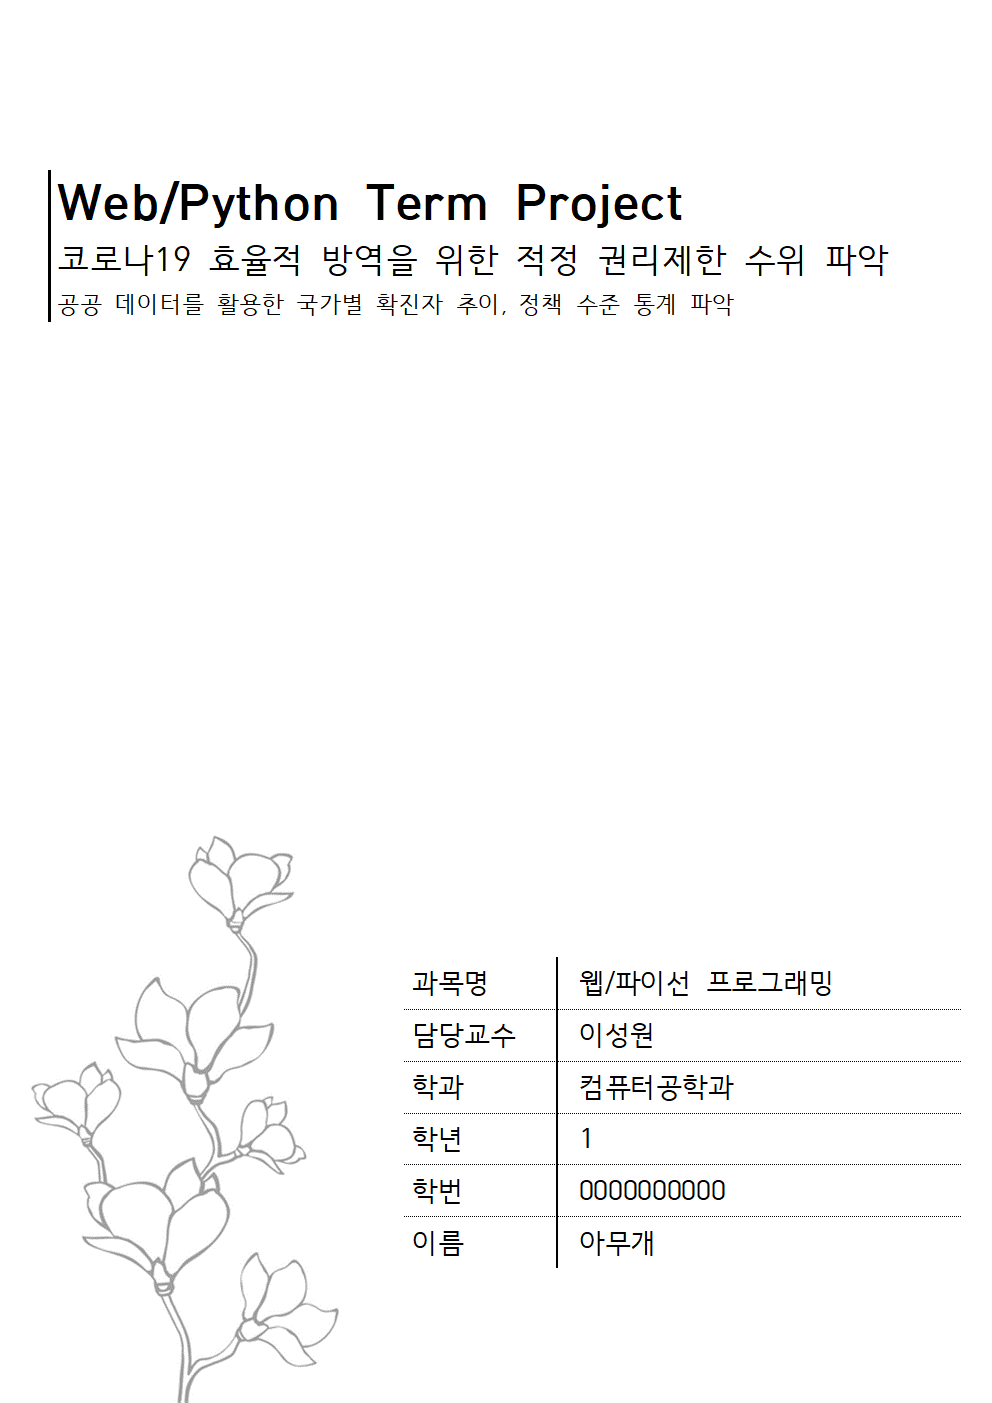 Web/Python Term Project
코로나19 효율적 방역을 위한 적정 권리제한 수위 파악
공공 데이터를 활용한 국가별 확진자 추이, 정책 수준 통계 파악
과목명 웹/파이선 프로그래밍
담당교수 이성원
학과 컴퓨터공학과
학년 1
학번 0000000000
이름 아무개